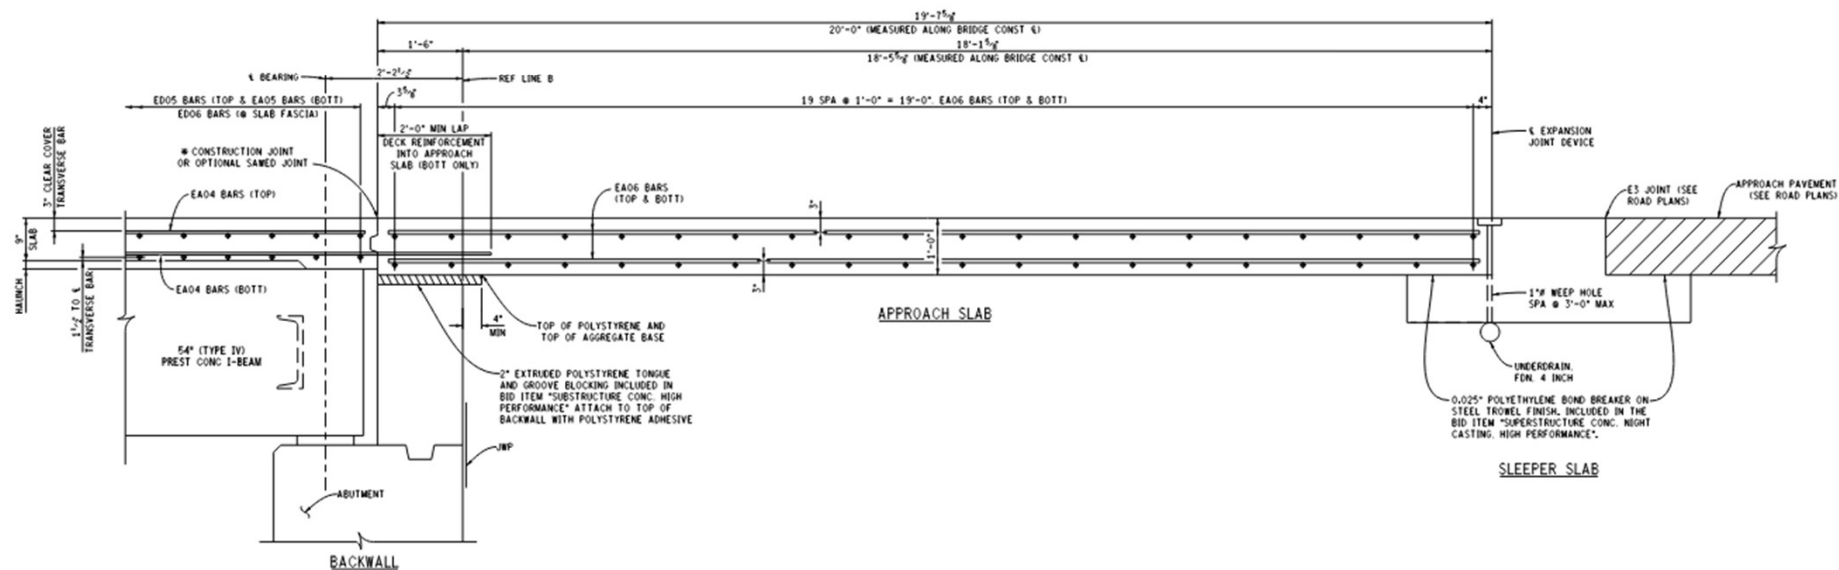 19'-7⅝"
20'-0" (MEASURED ALONG BRIDGE CONST ℄)
1'-6"
18'-1⅝"
18'-5⅝" (MEASURED ALONG BRIDGE CONST ℄)
℄ BEARING
2'-2½"
REF LINE B
ED05 BARS (TOP & EA05 BARS (BOTT)
ED06 BARS (@ SLAB FASCIA)
3⅝"
19 SPA @ 1'-0" = 19'-0", EA06 BARS (TOP & BOTT)
4"
2'-0" MIN LAP
DECK REINFORCEMENT
INTO APPROACH
SLAB (BOTT ONLY)
* CONSTRUCTION JOINT
OR OPTIONAL SAWED JOINT
℄ EXPANSION
JOINT DEVICE
3" CLEAR COVER
TRANSVERSE BAR
EA04 BARS (TOP)
EA06 BARS
(TOP & BOTT)
3"
E3 JOINT (SEE
ROAD PLANS)
APPROACH PAVEMENT
(SEE ROAD PLANS)
9"
SLAB
1'-0"
HAUNCH
1½" TO ℄
TRANSVERSE BAR
EA04 BARS (BOTT)
3"
1"Ø WEEP HOLE
SPA @ 3'-0" MAX
APPROACH SLAB
4"
MIN
TOP OF POLYSTYRENE AND
TOP OF AGGREGATE BASE
54" (TYPE IV)
PREST CONC I-BEAM
2" EXTRUDED POLYSTYRENE TONGUE
AND GROOVE BLOCKING INCLUDED IN
BID ITEM "SUBSTRUCTURE CONC, HIGH
PERFORMANCE" ATTACH TO TOP OF
BACKWALL WITH POLYSTYRENE ADHESIVE
UNDERDRAIN,
FDN, 4 INCH
0.025" POLYETHYLENE BOND BREAKER ON
STEEL TROWEL FINISH, INCLUDED IN THE
BID ITEM "SUPERSTRUCTURE CONC, NIGHT
CASTING, HIGH PERFORMANCE".
JWP
SLEEPER SLAB
ABUTMENT
BACKWALL